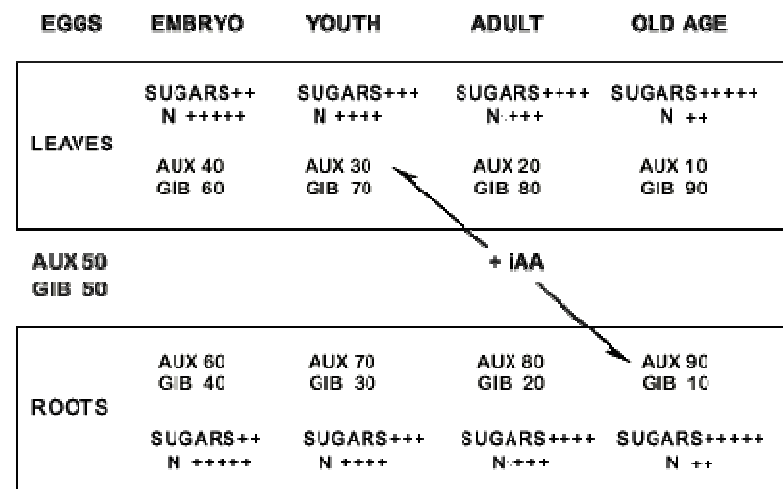 EGGS EMBRYO YOUTH ADULT OLD AGE
SUGARS++ SUGARS+++ SUGARS++++ SUGARS+++++
N +++++ N ++++ N +++ N ++
LEAVES
AUX 40 AUX 30 AUX 20 AUX 10
GIB 60 GIB 70 GIB 80 GIB 90
AUX 50 + iAA
GIB 50
AUX 60 AUX 70 AUX 80 AUX 90
GIB 40 GIB 30 GIB 20 GIB 10
ROOTS
SUGARS++ SUGARS+++ SUGARS++++ SUGARS+++++
N +++++ N ++++ N ++++ N ++